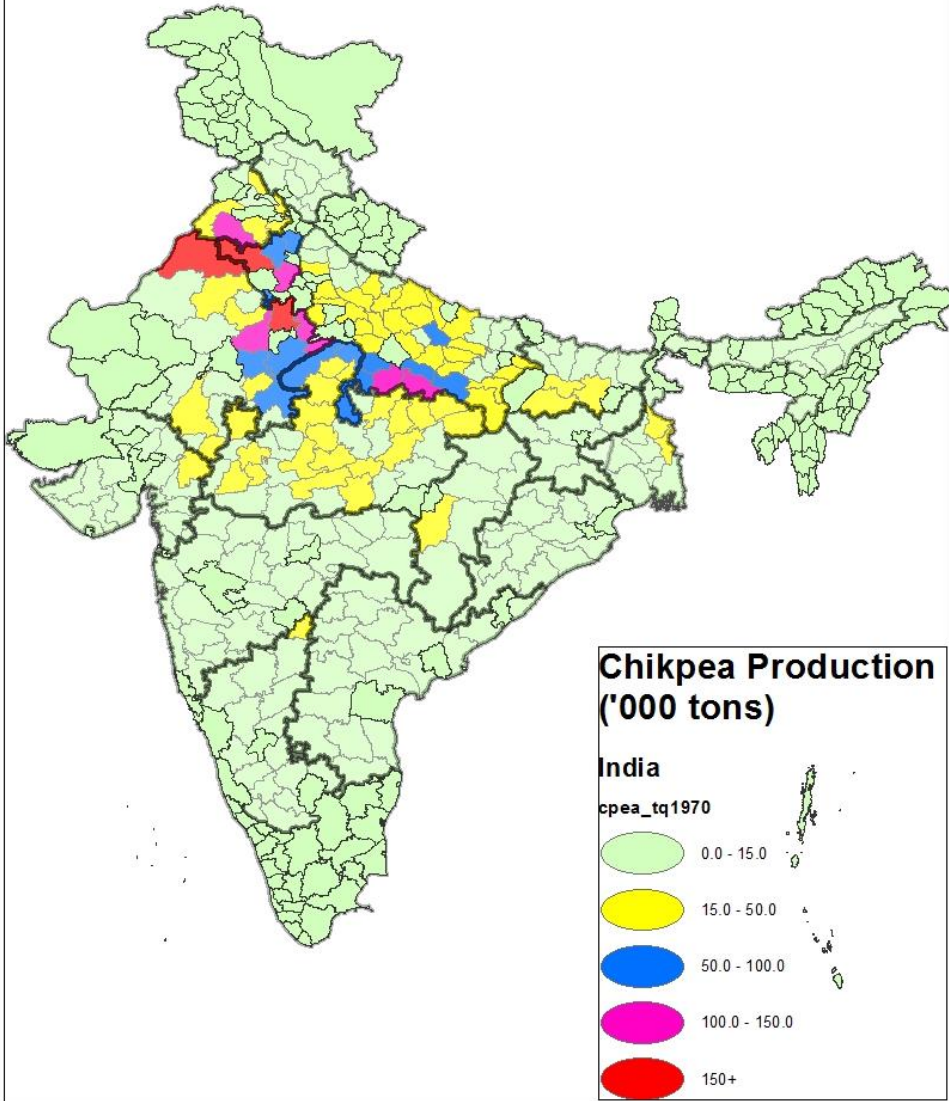 Chikpea Production
('000 tons)
India
cpea_tq1970
0.0 - 15.0
15.0 - 50.0
50.0 - 100.0
100.0 - 150.0
150+